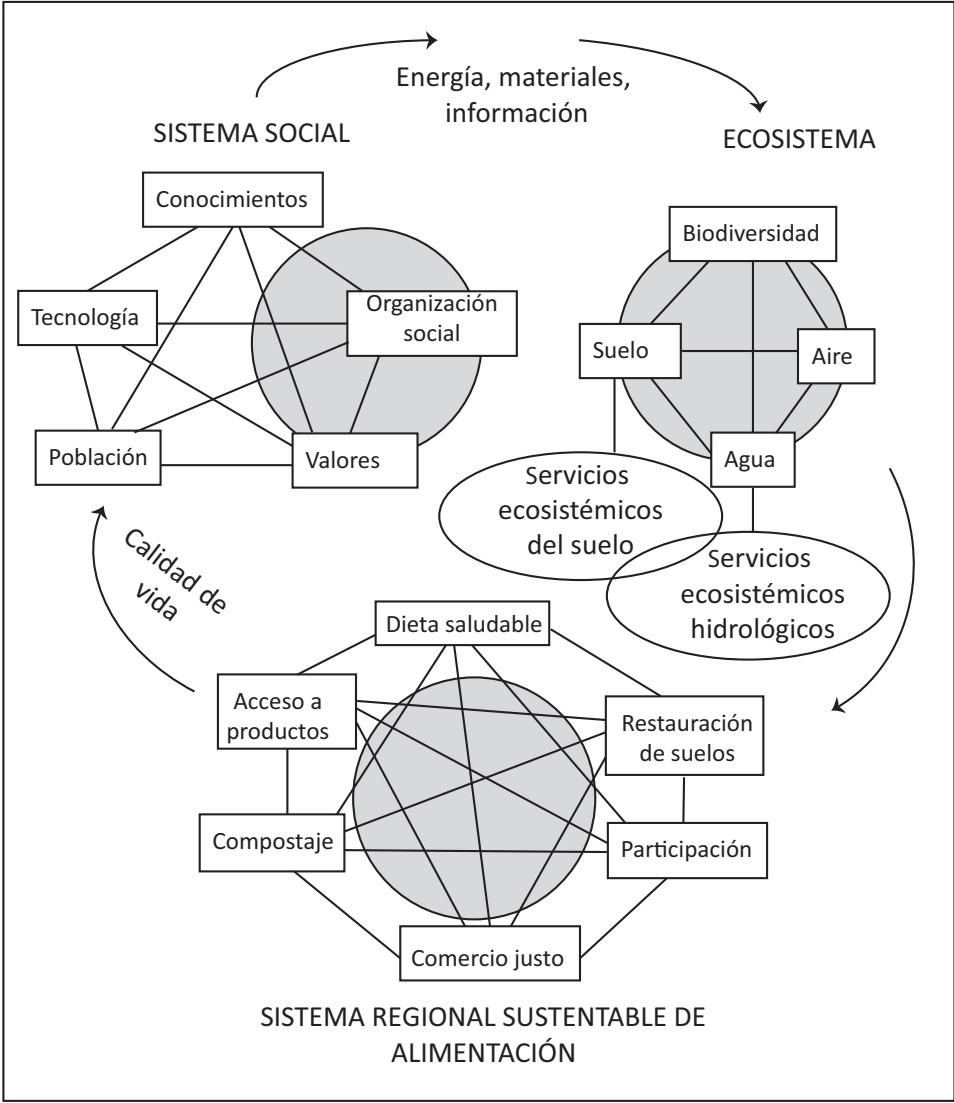 Energía, materiales,
información
SISTEMA SOCIAL
ECOSISTEMA
Conocimientos
Tecnología
Organización
social
Población
Valores
Biodiversidad
Suelo
Aire
Agua
Servicios
ecosistémicos
del suelo
Servicios
ecosistémicos
hidrológicos
Calidad de
vida
Dieta saludable
Acceso a
productos
Restauración
de suelos
Compostaje
Participación
Comercio justo
SISTEMA REGIONAL SUSTENTABLE DE
ALIMENTACIÓN